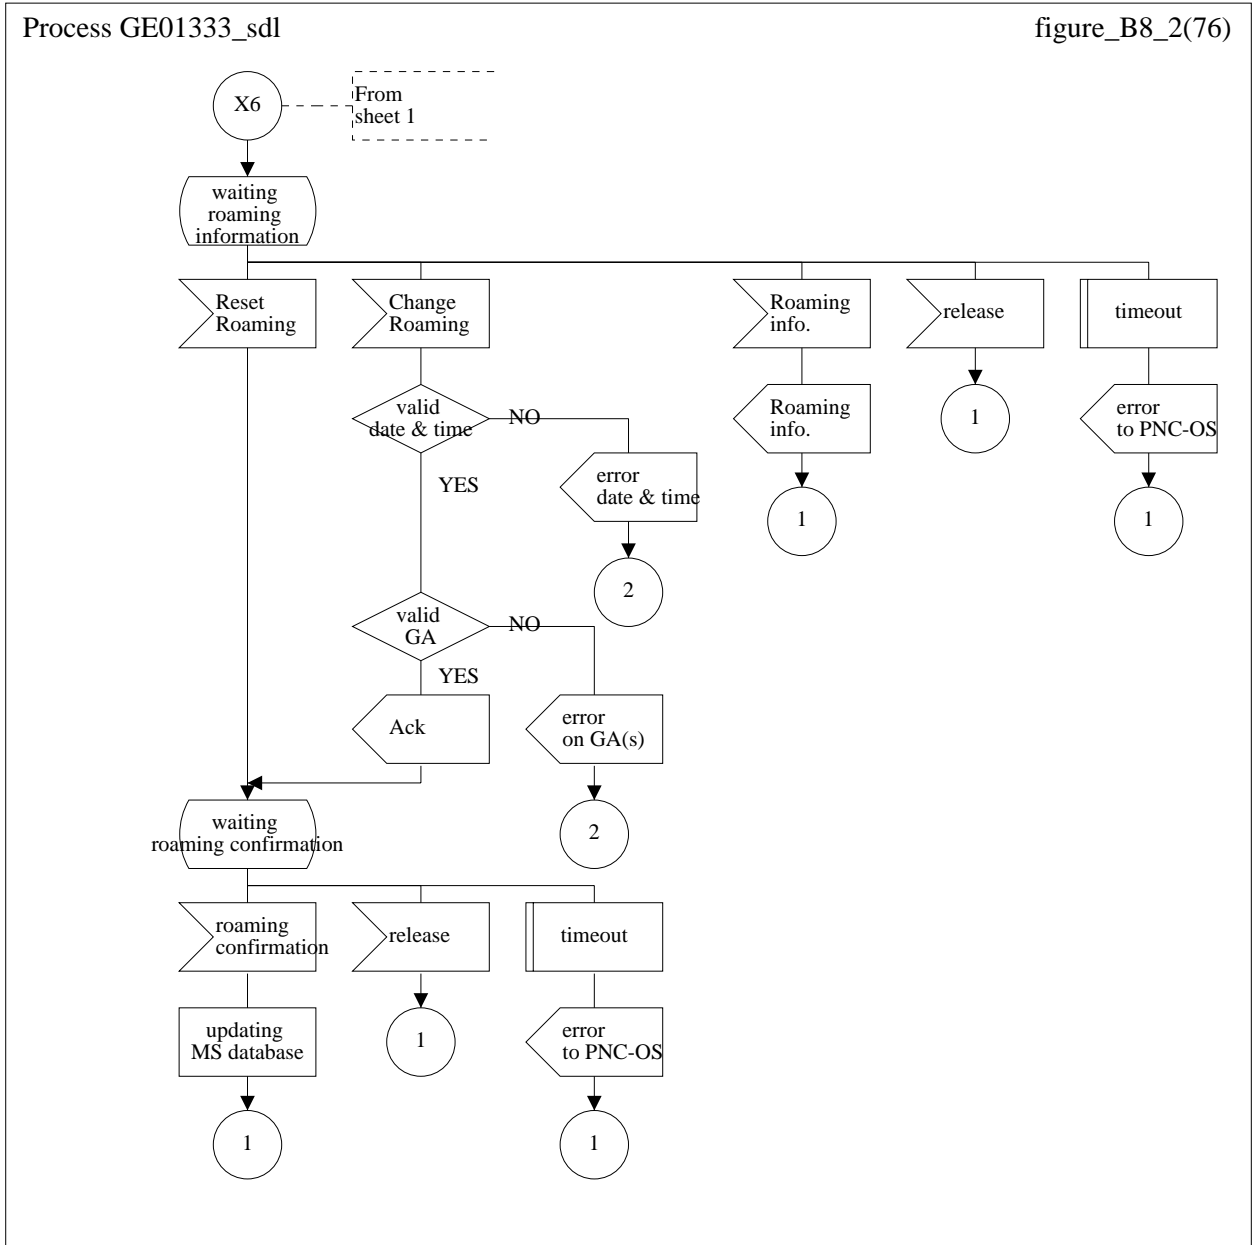 Process GE01333_sdl
figure_B8_2(76)
X6
From
sheet 1
waiting
roaming
information
Reset
Roaming
Change
Roaming
Roaming
info.
release
timeout
valid
date & time
NO
YES
Roaming
info.
1
error
to PNC-OS
error
date & time
1
1
2
valid
GA
NO
YES
Ack
error
on GA(s)
waiting
roaming confirmation
2
roaming
confirmation
release
timeout
updating
MS database
1
error
to PNC-OS
1
1